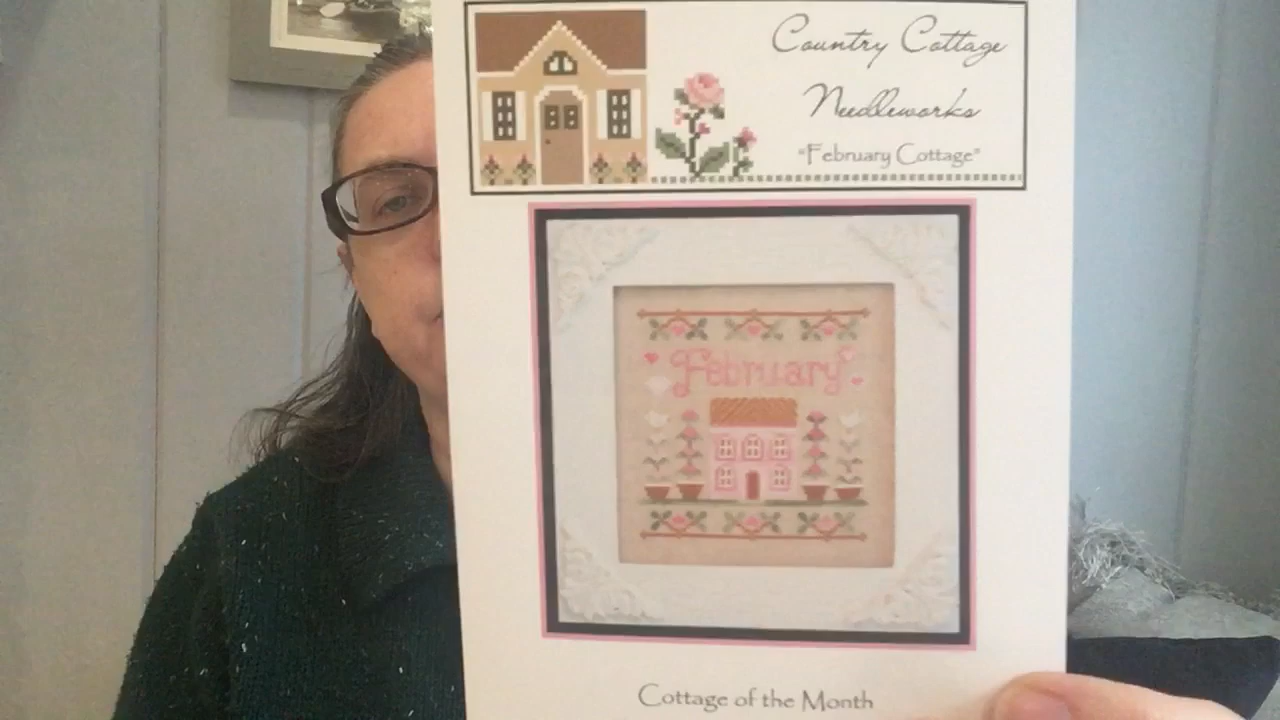 Country Cottage
Needleworks
"February Cottage"
February
Cottage of the Month